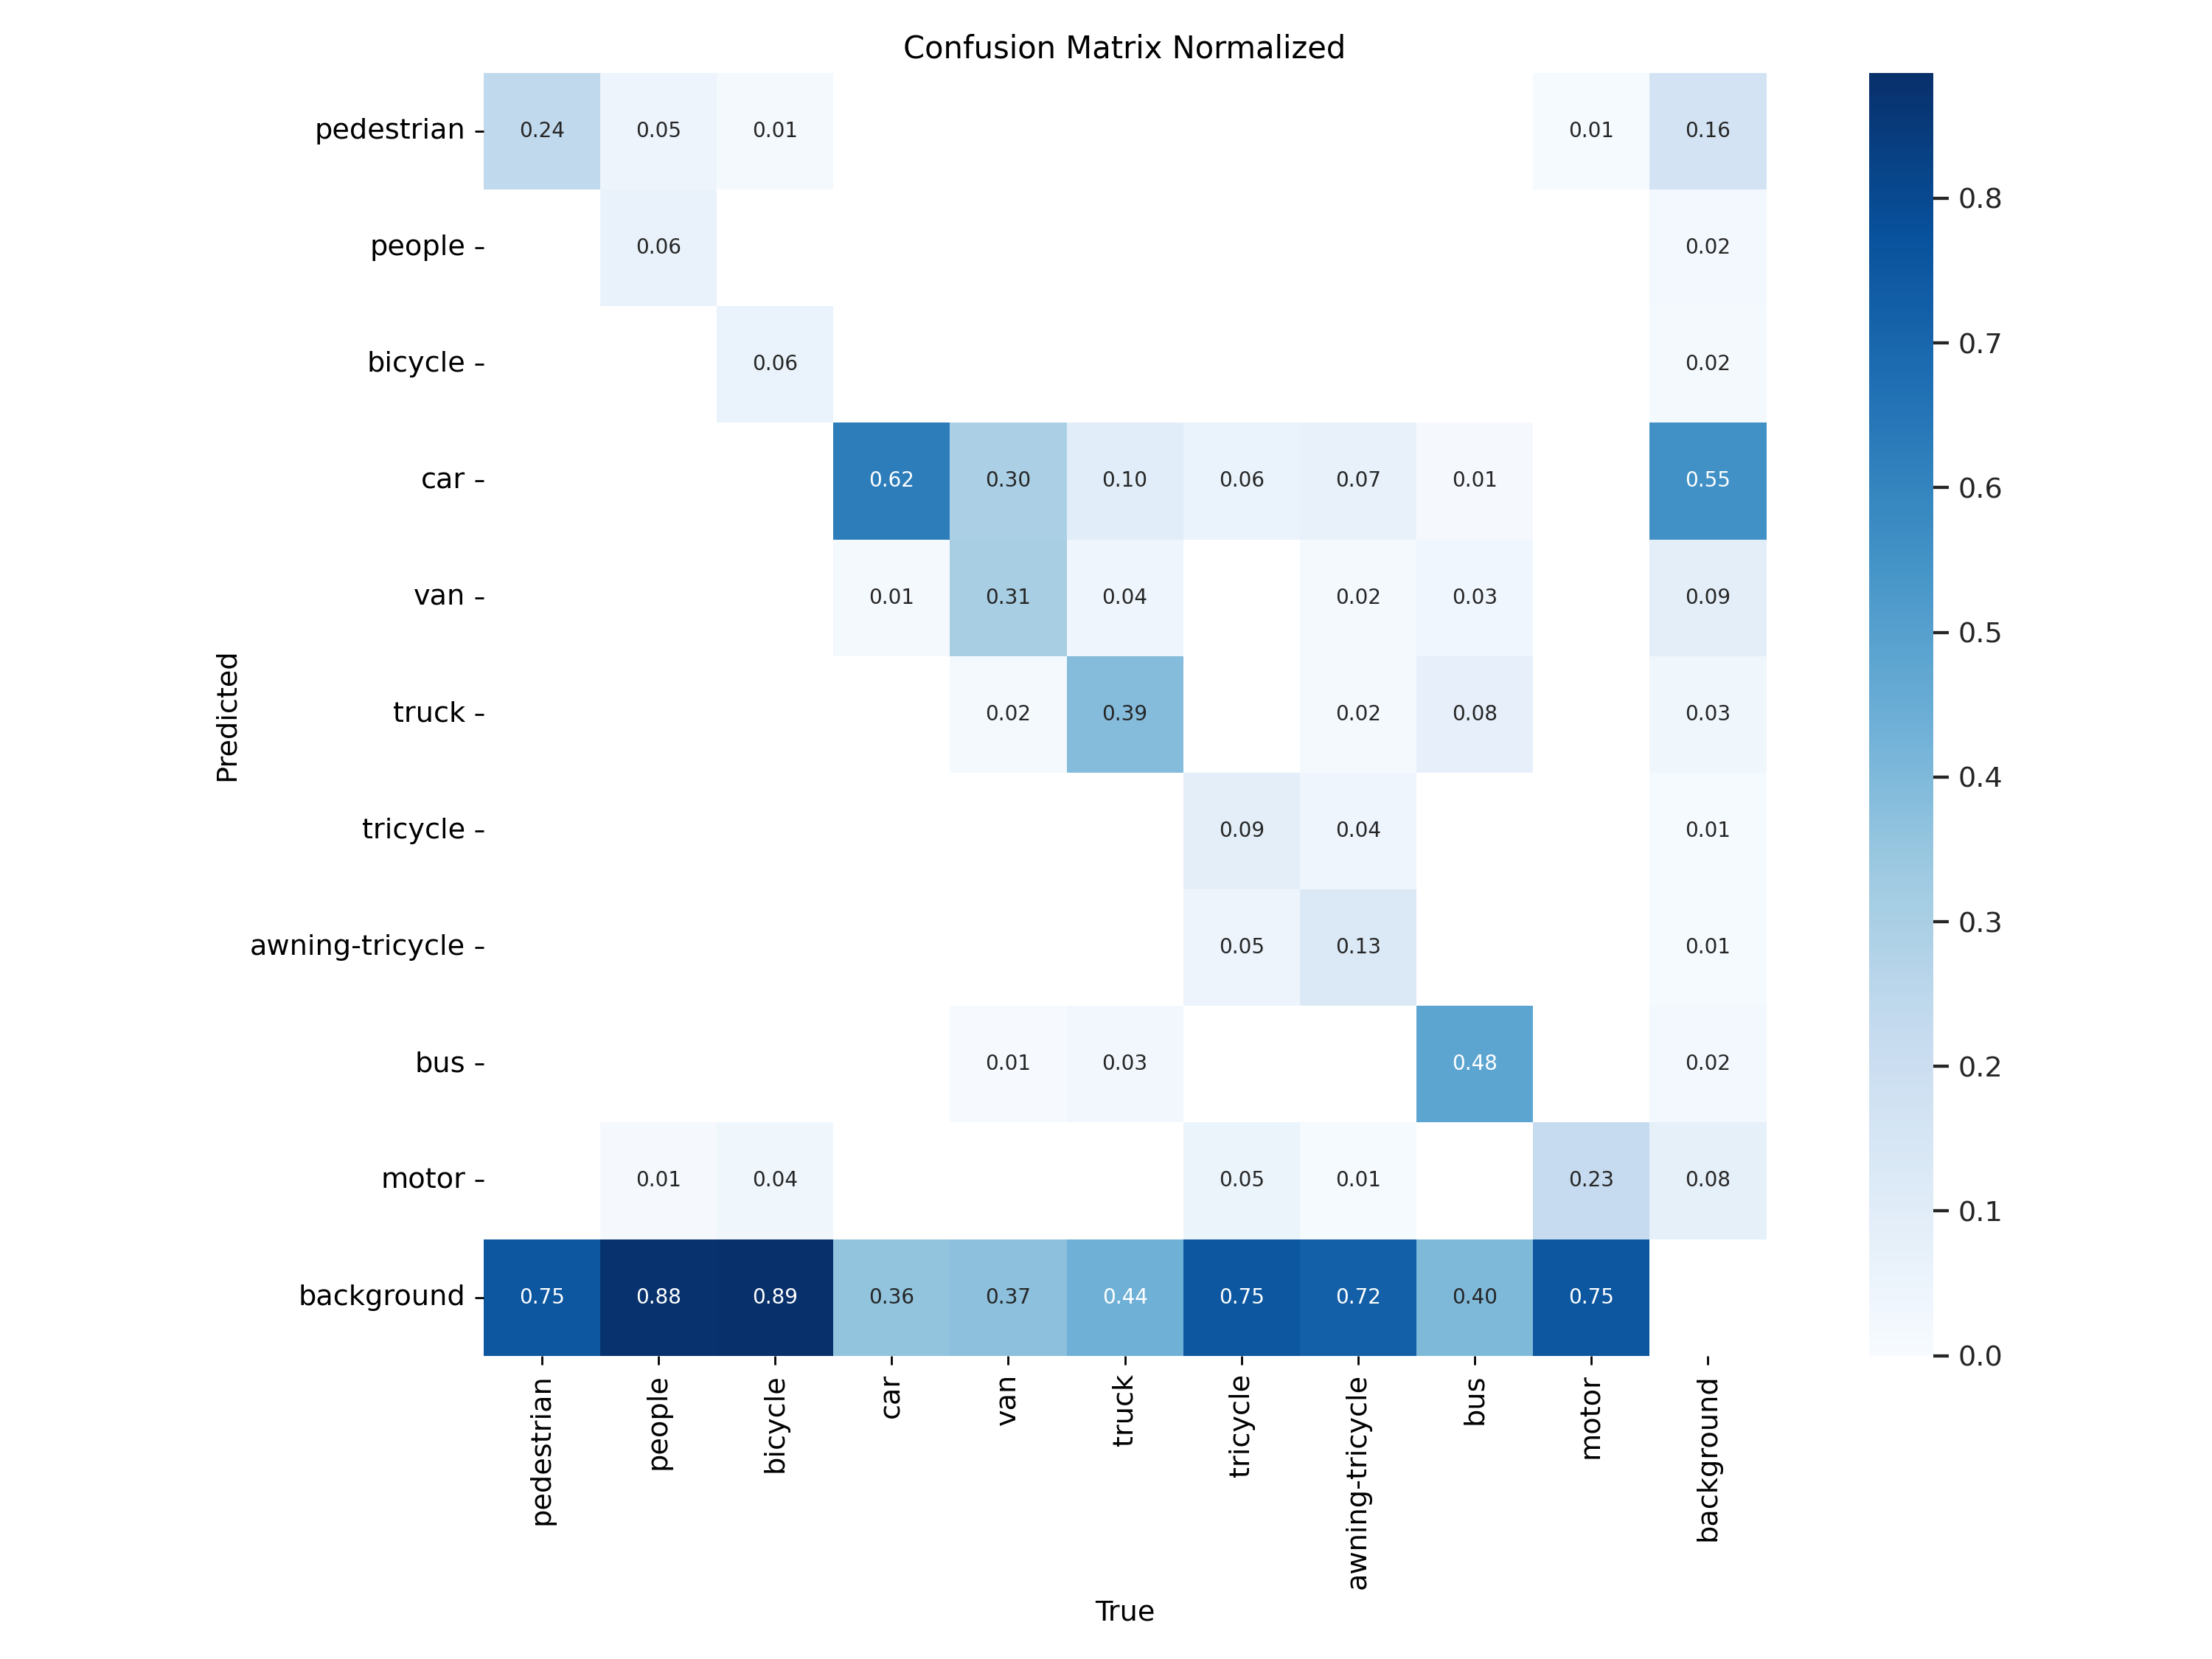 Confusion Matrix Normalized
pedestrian 0.24 0.05 0.01 0.01 0.16
people 0.06 0.02
bicycle 0.06 0.02
car 0.62 0.30 0.10 0.06 0.07 0.01 0.55
van 0.01 0.31 0.04 0.02 0.03 0.09
truck 0.02 0.39 0.02 0.08 0.03
tricycle 0.09 0.04 0.01
awning-tricycle 0.05 0.13 0.01
bus 0.01 0.03 0.48 0.02
motor 0.01 0.04 0.05 0.01 0.23 0.08
background 0.75 0.88 0.89 0.36 0.37 0.44 0.75 0.72 0.40 0.75
Predicted
pedestrian
people
bicycle
car
van
truck
tricycle
awning-tricycle
bus
motor
background
True
0.8
0.7
0.6
0.5
0.4
0.3
0.2
0.1
0.0